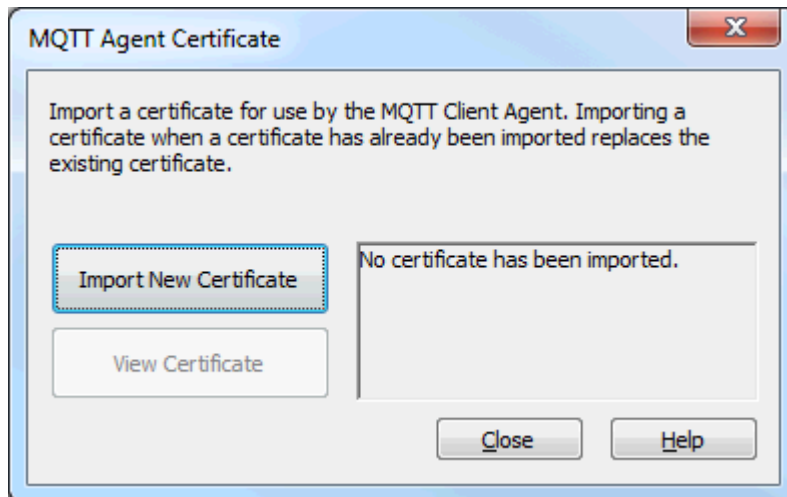 MQTT Agent Certificate
Import a certificate for use by the MQTT Client Agent. Importing a
certificate when a certificate has already been imported replaces the
existing certificate.
Import New Certificate
No certificate has been imported.
View Certificate
Close
Help